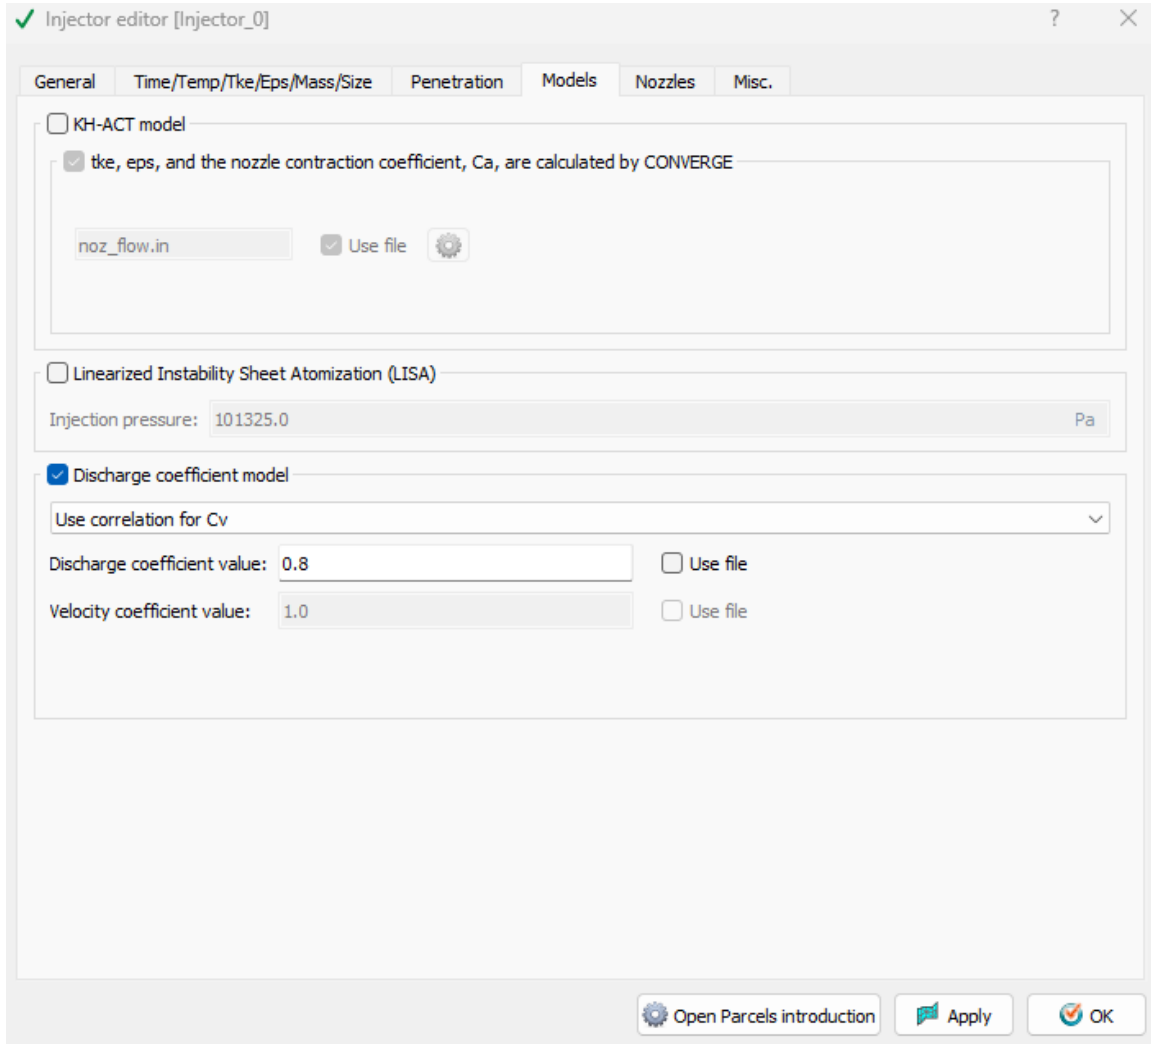 Injector editor [Injector_0] ?
General Time/Temp/Tke/Eps/Mass/Size Penetration Models Nozzles Misc.
KH-ACT model
tke, eps, and the nozzle contraction coefficient, Ca, are calculated by CONVERGE
noz_flow.in Use file
Linearized Instability Sheet Atomization (LISA)
Injection pressure: 101325.0 Pa
Discharge coefficient model
Use correlation for Cv
Discharge coefficient value: 0.8 Use file
Velocity coefficient value: 1.0 Use file
Open Parcels introduction Apply OK